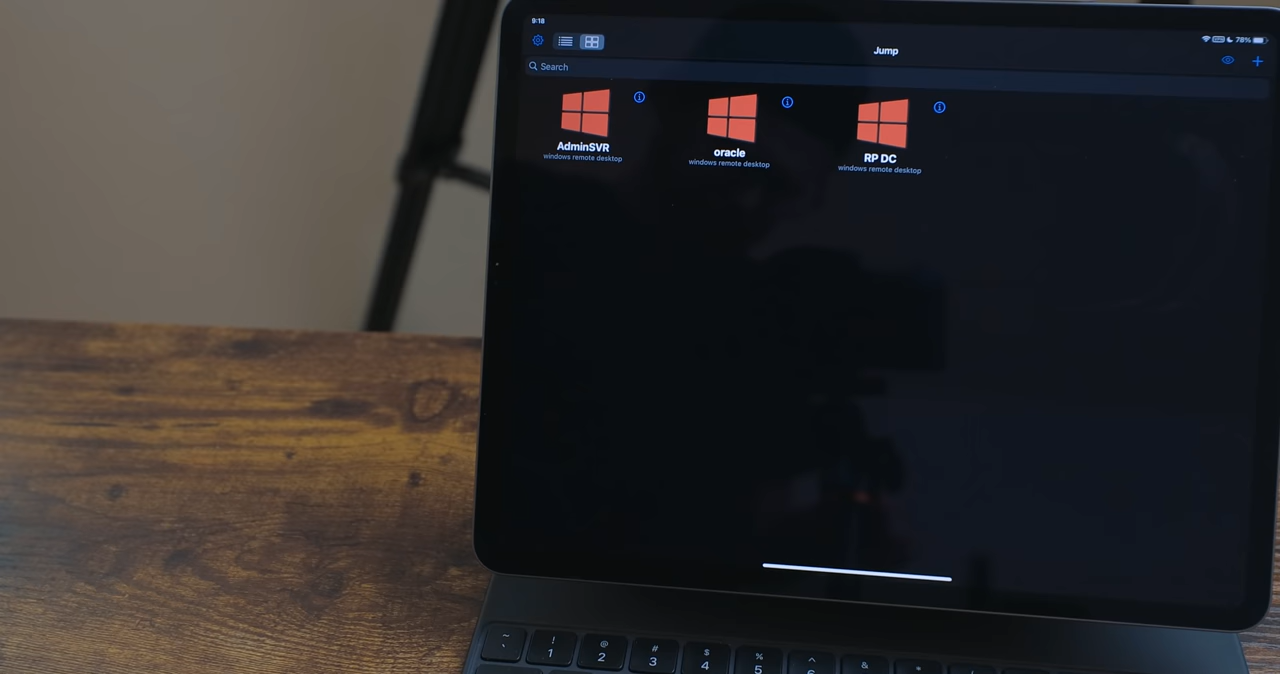 9:18
78%
Jump
Search
AdminSVR
windows remote desktop
oracle
windows remote desktop
RP DC
windows remote desktop
~ ! @ # $ % ^ & *
` 1 2 3 4 5 6